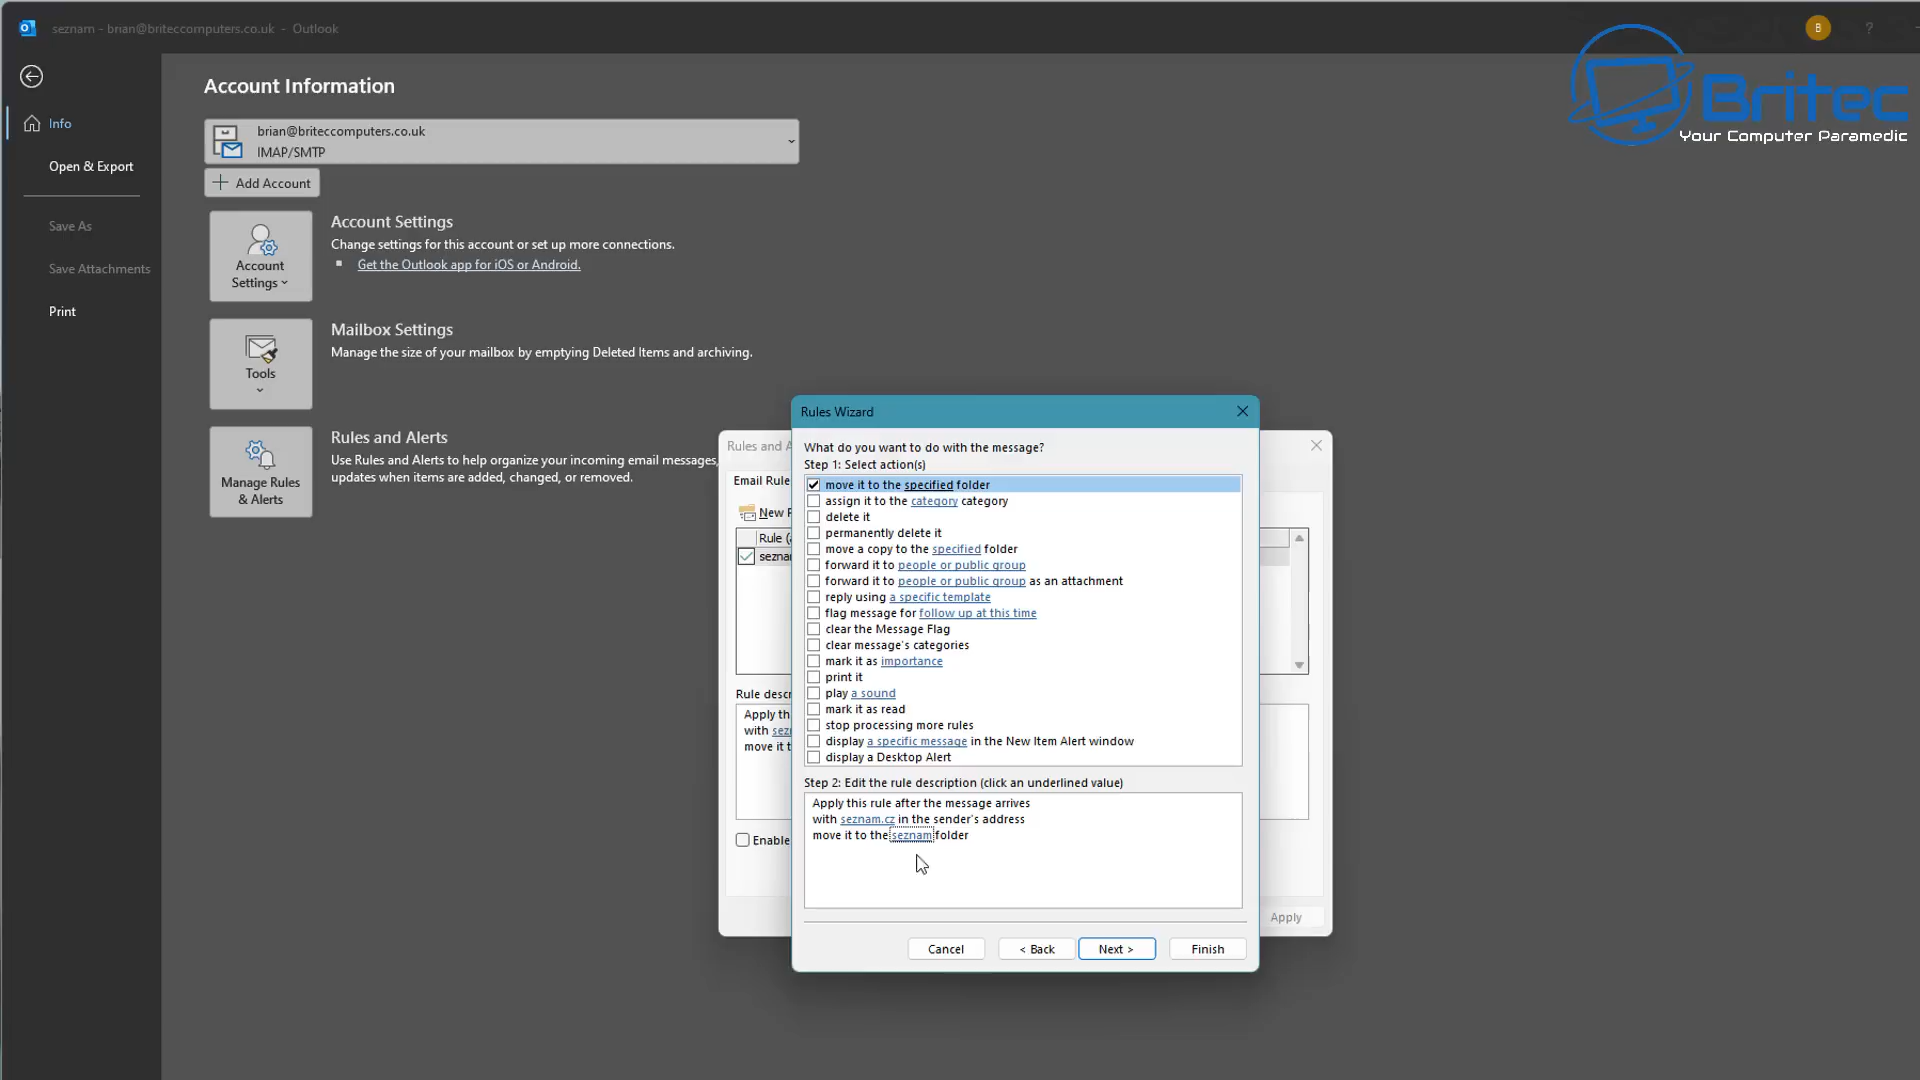 seznam - brian@briteccomputers.co.uk - Outlook
B
?
Britec
Your Computer Paramedic
Account Information
Info
brian@briteccomputers.co.uk
IMAP/SMTP
Open & Export
Add Account
Save As
Save Attachments
Print
Account Settings
Account Settings
Change settings for this account or set up more connections.
Get the Outlook app for iOS or Android.
Tools
Mailbox Settings
Manage the size of your mailbox by emptying Deleted Items and archiving.
Manage Rules & Alerts
Rules and Alerts
Use Rules and Alerts to help organize your incoming email messages,
updates when items are added, changed, or removed.
Rules and A
Email Rule
New R
Rule (a
sezna
Rule descr
Apply th
with sez
move it t
Enable
Apply
Rules Wizard
What do you want to do with the message?
Step 1: Select action(s)
move it to the specified folder
assign it to the category category
delete it
permanently delete it
move a copy to the specified folder
forward it to people or public group
forward it to people or public group as an attachment
reply using a specific template
flag message for follow up at this time
clear the Message Flag
clear message's categories
mark it as importance
print it
play a sound
mark it as read
stop processing more rules
display a specific message in the New Item Alert window
display a Desktop Alert
Step 2: Edit the rule description (click an underlined value)
Apply this rule after the message arrives
with seznam.cz in the sender's address
move it to the seznam folder
Cancel
< Back
Next >
Finish